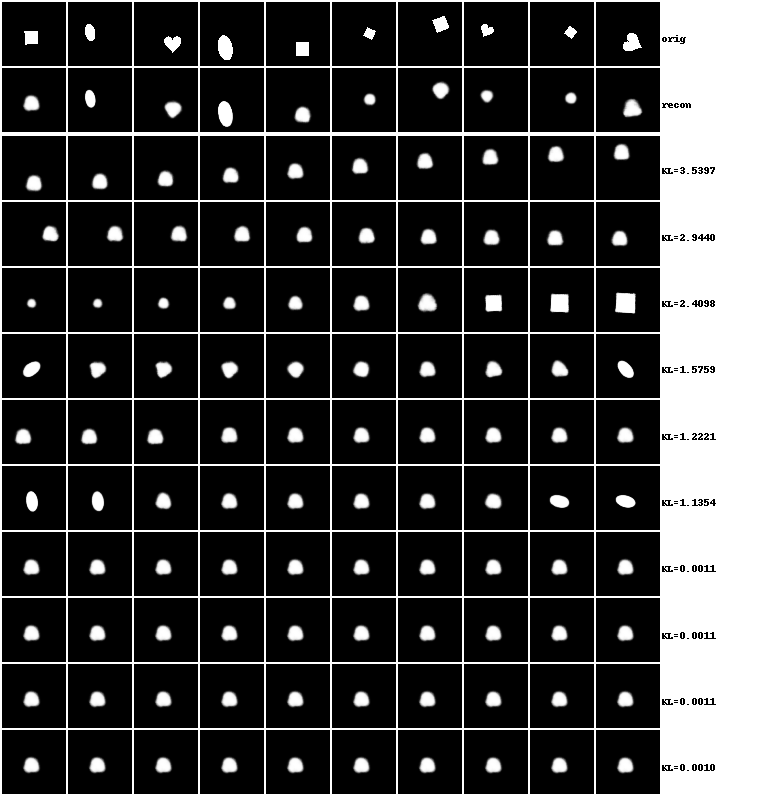 orig
recon
KL=3.5397
KL=2.9440
KL=2.4098
KL=1.5759
KL=1.2221
KL=1.1354
KL=0.0011
KL=0.0011
KL=0.0011
KL=0.0010